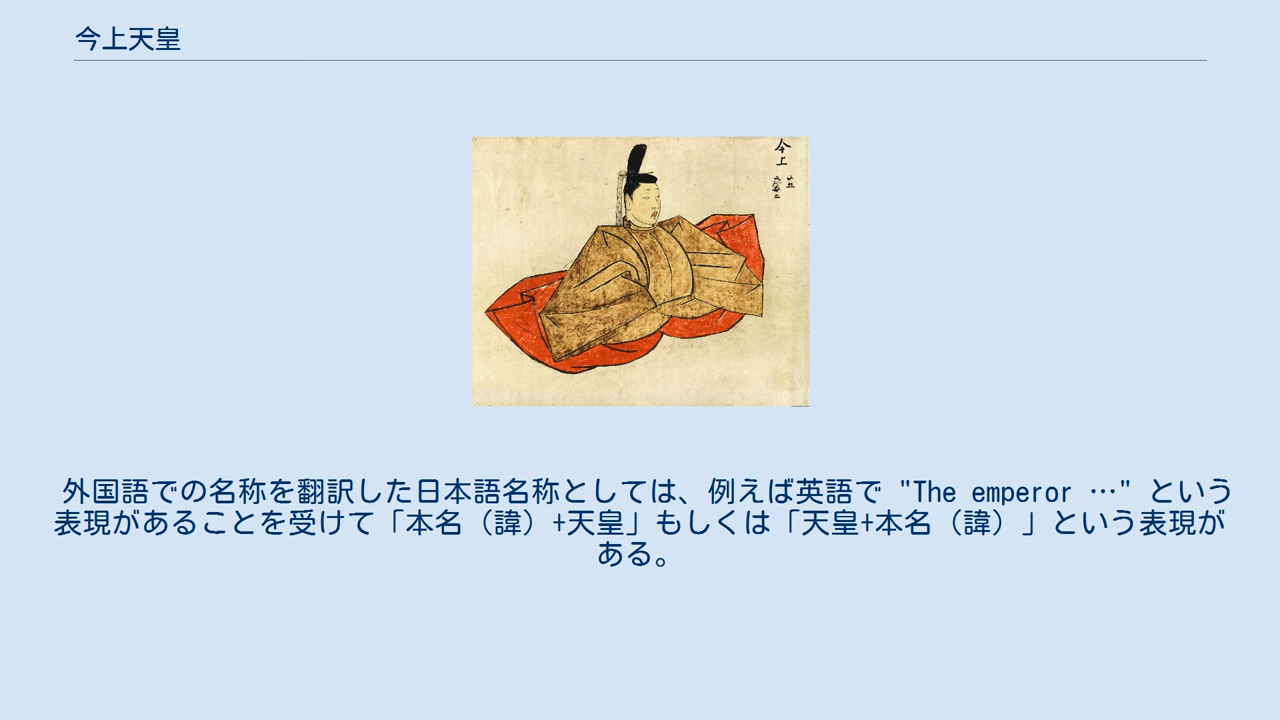 今上天皇
今
上
外国語での名称を翻訳した日本語名称としては、例えば英語で "The emperor …" という
表現があることを受けて「本名（諱）+天皇」もしくは「天皇+本名（諱）」という表現が
ある。